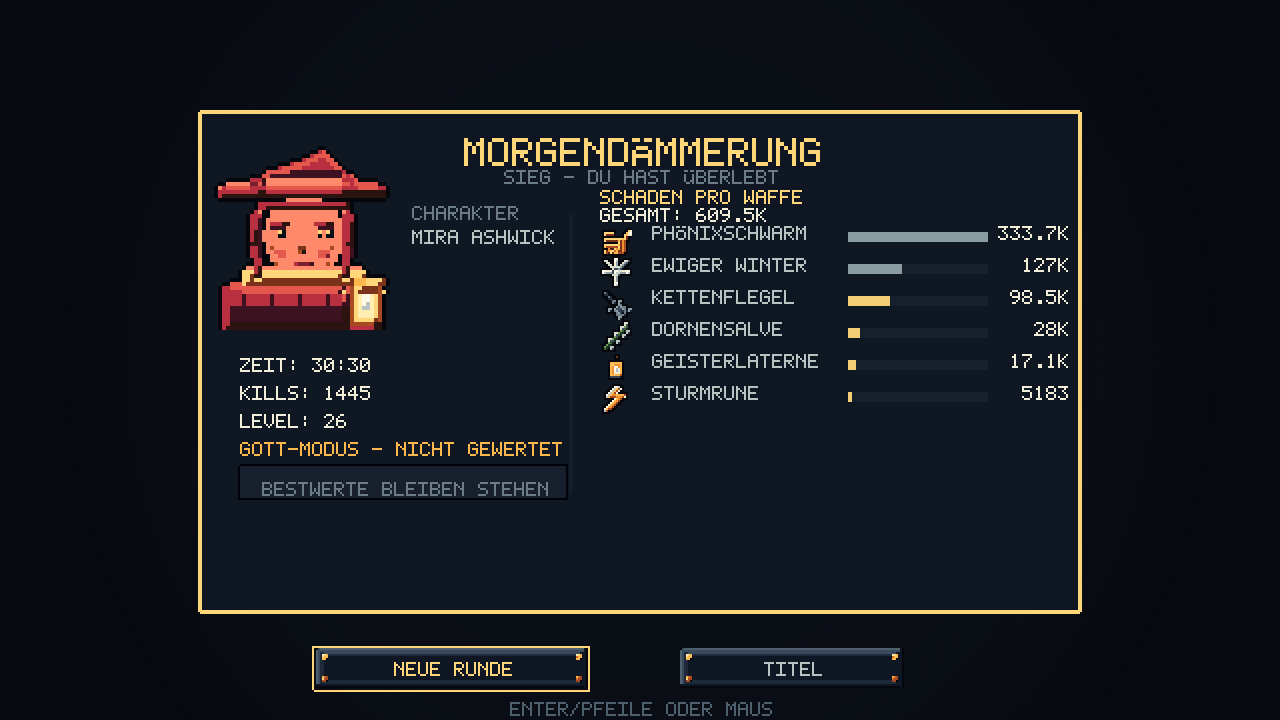 MORGENDÄMMERUNG
SIEG – DU HAST ÜBERLEBT
CHARAKTER
MIRA ASHWICK
ZEIT: 30:30
KILLS: 1445
LEVEL: 26
GOTT-MODUS – NICHT GEWERTET
BESTWERTE BLEIBEN STEHEN
SCHADEN PRO WAFFE
GESAMT: 609.5K
PHÖNIXSCHWARM 333.7K
EWIGER WINTER 127K
KETTENFLEGEL 98.5K
DORNENSALVE 28K
GEISTERLATERNE 17.1K
STURMRUNE 5183
NEUE RUNDE
TITEL
ENTER/PFEILE ODER MAUS